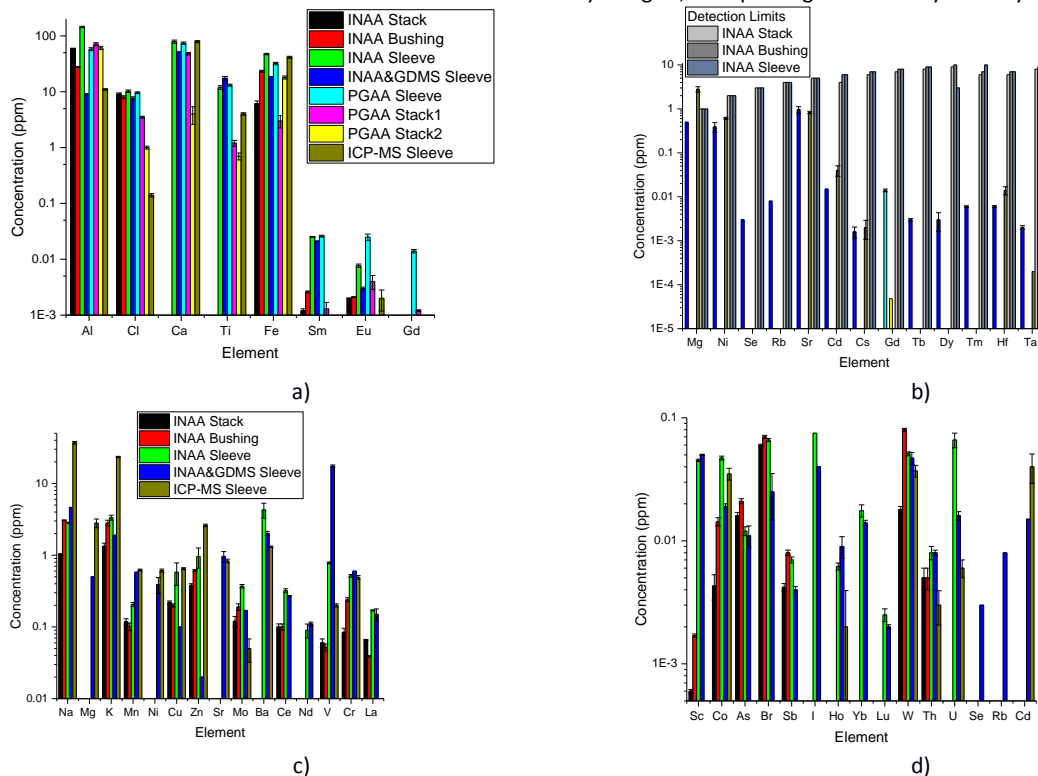 a)
Concentration (ppm)
100
10
1
0.1
0.01
1E-3
INAA Stack
INAA Bushing
INAA Sleeve
INAA&GDMS Sleeve
PGAA Sleeve
PGAA Stack1
PGAA Stack2
ICP-MS Sleeve
Al Cl Ca Ti Fe Sm Eu Gd
Element
a)
Detection Limits
INAA Stack
INAA Bushing
INAA Sleeve
b)
Concentration (ppm)
100
10
1
0.1
0.01
1E-3
1E-4
1E-5
Mg Ni Se Rb Sr Cd Cs Gd Tb Dy Tm Hf Ta
Element
b)
INAA Stack
INAA Bushing
INAA Sleeve
INAA&GDMS Sleeve
ICP-MS Sleeve
c)
Concentration (ppm)
10
1
0.1
0.01
Na Mg K Mn Ni Cu Zn Sr Mo Ba Ce Nd V Cr La
Element
c)
d)
Concentration (ppm)
0.1
0.01
1E-3
Sc Co As Br Sb I Ho Yb Lu W Th U Se Rb Cd
Element
d)